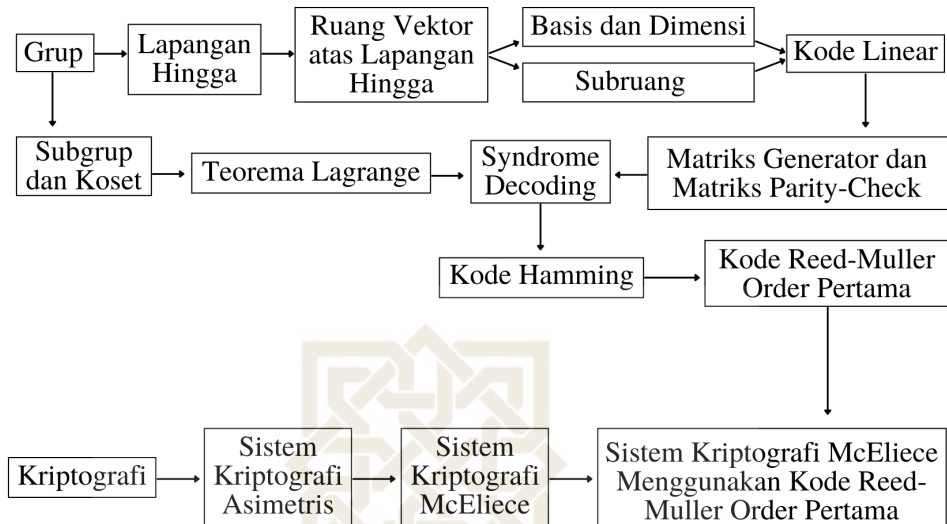 Grup
Lapangan
Hingga
Ruang Vektor
atas Lapangan
Hingga
Basis dan Dimensi
Subruang
Kode Linear
Subgrup
dan Koset
Teorema Lagrange
Syndrome
Decoding
Matriks Generator dan
Matriks Parity-Check
Kode Hamming
Kode Reed-Muller
Order Pertama
Kriptografi
Sistem
Kriptografi
Asimetris
Sistem
Kriptografi
McEliece
Sistem Kriptografi McEliece
Menggunakan Kode Reed-
Muller Order Pertama